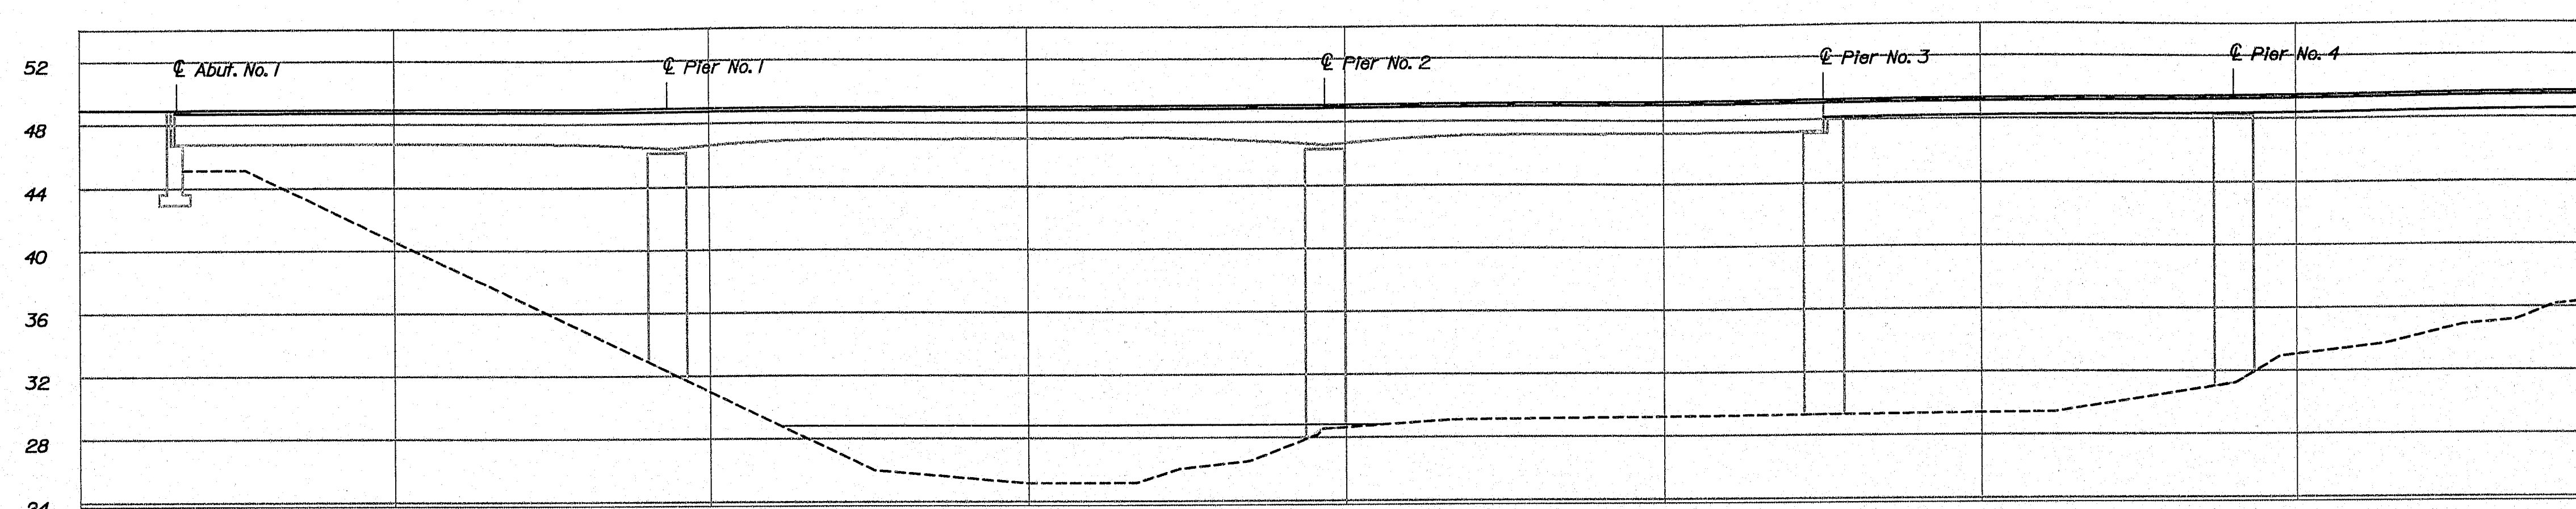 52
℄ Abut. No. 1
℄ Pier No. 1
℄ Pier No. 2
℄ Pier No. 3
℄ Pier No. 4
48
44
40
36
32
28
24